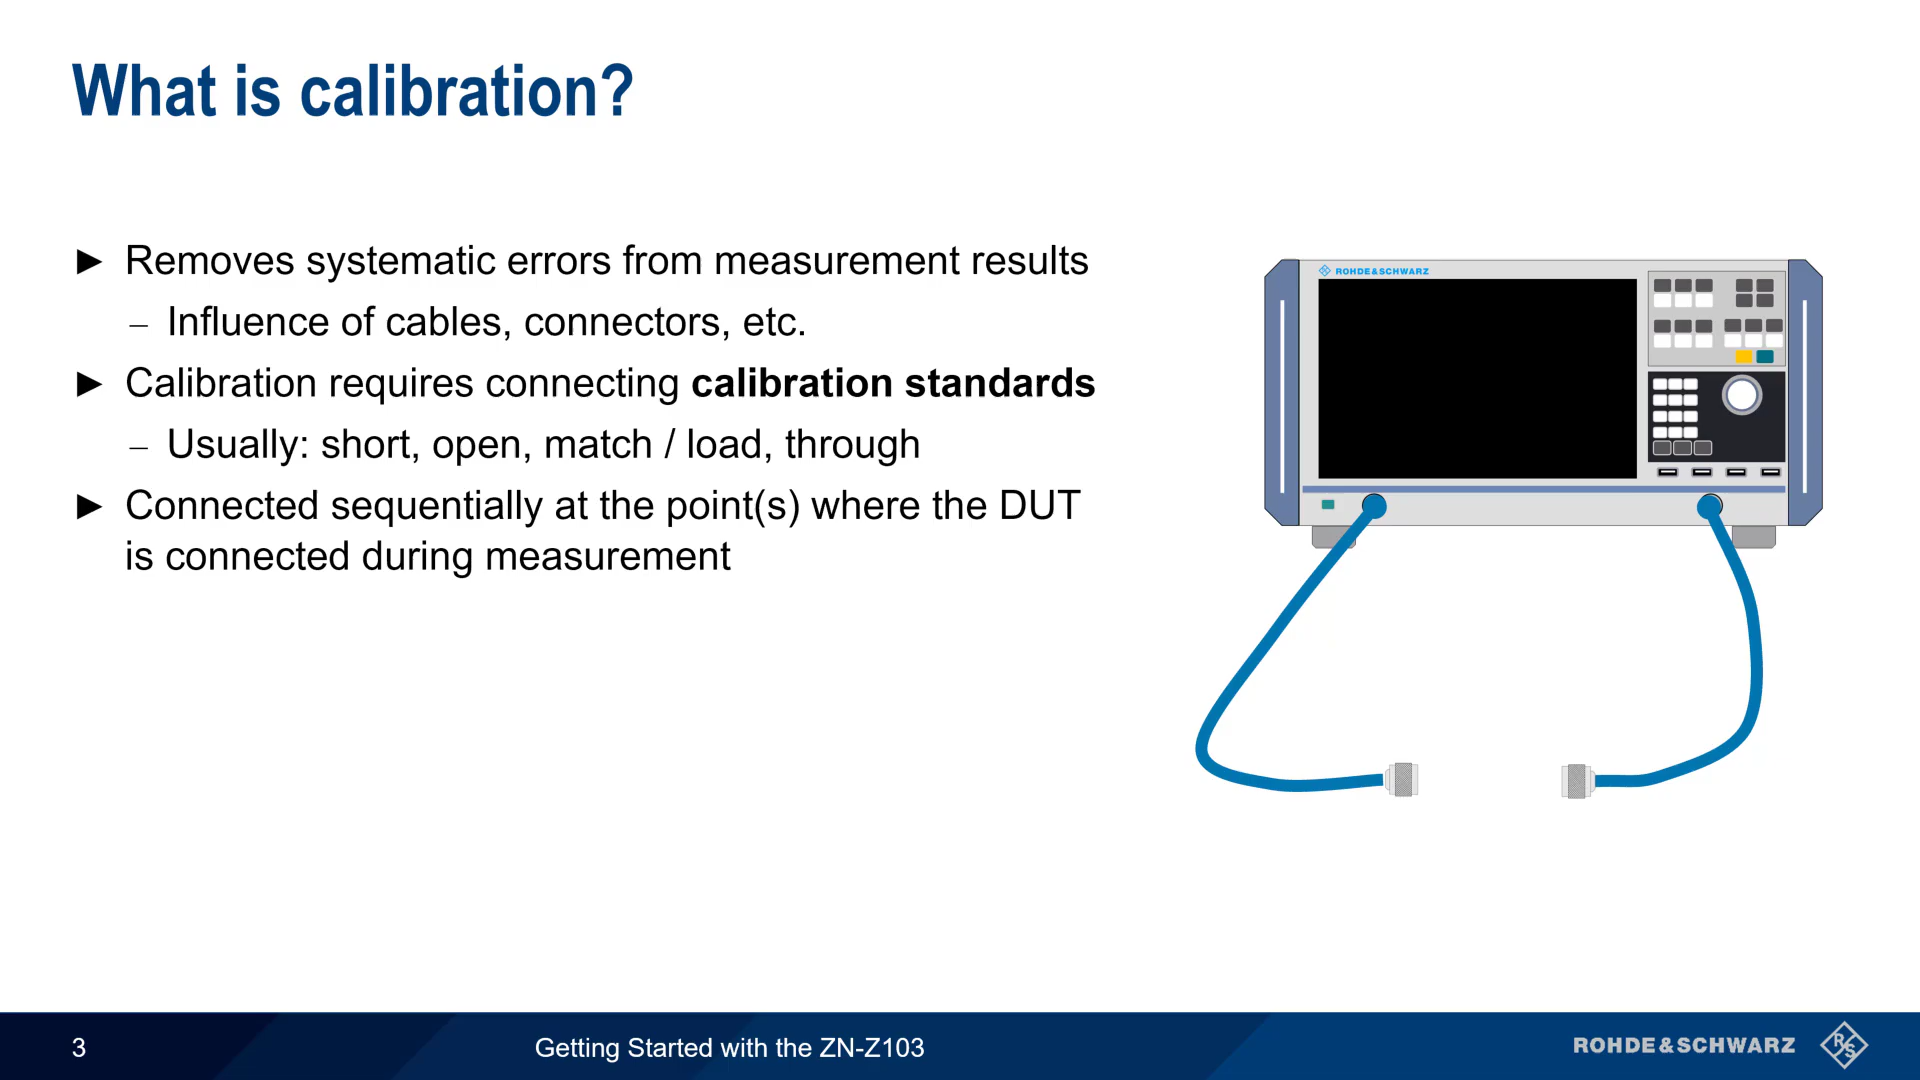 What is calibration?
► Removes systematic errors from measurement results
– Influence of cables, connectors, etc.
► Calibration requires connecting calibration standards
– Usually: short, open, match / load, through
► Connected sequentially at the point(s) where the DUT
is connected during measurement
ROHDE&SCHWARZ
3
Getting Started with the ZN-Z103
ROHDE&SCHWARZ
R&S